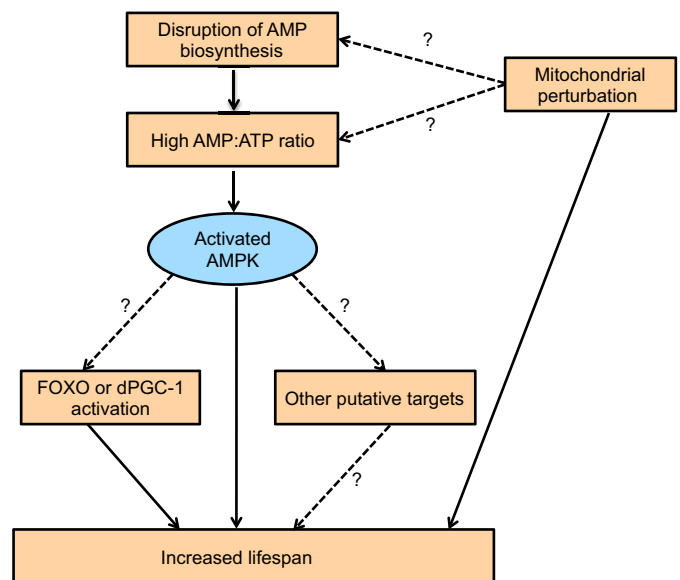 Disruption of AMP
biosynthesis
?
Mitochondrial
perturbation
?
High AMP:ATP ratio
Activated
AMPK
?
?
FOXO or dPGC-1
activation
Other putative targets
?
Increased lifespan